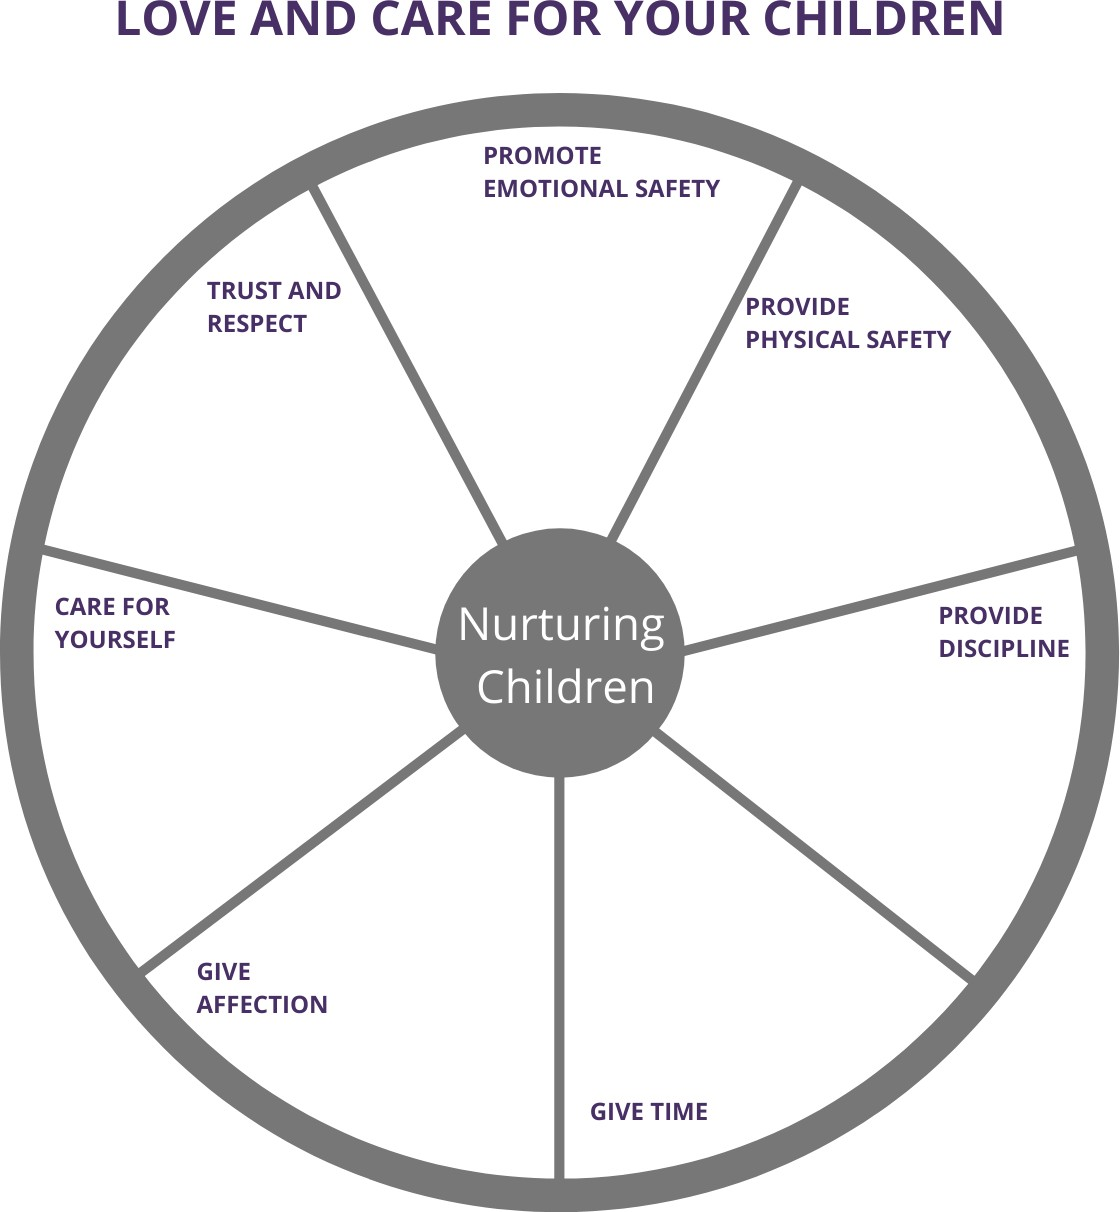 LOVE AND CARE FOR YOUR CHILDREN
PROMOTE
EMOTIONAL SAFETY
PROVIDE
PHYSICAL SAFETY
PROVIDE
DISCIPLINE
GIVE TIME
GIVE
AFFECTION
CARE FOR
YOURSELF
TRUST AND
RESPECT
Nurturing
Children